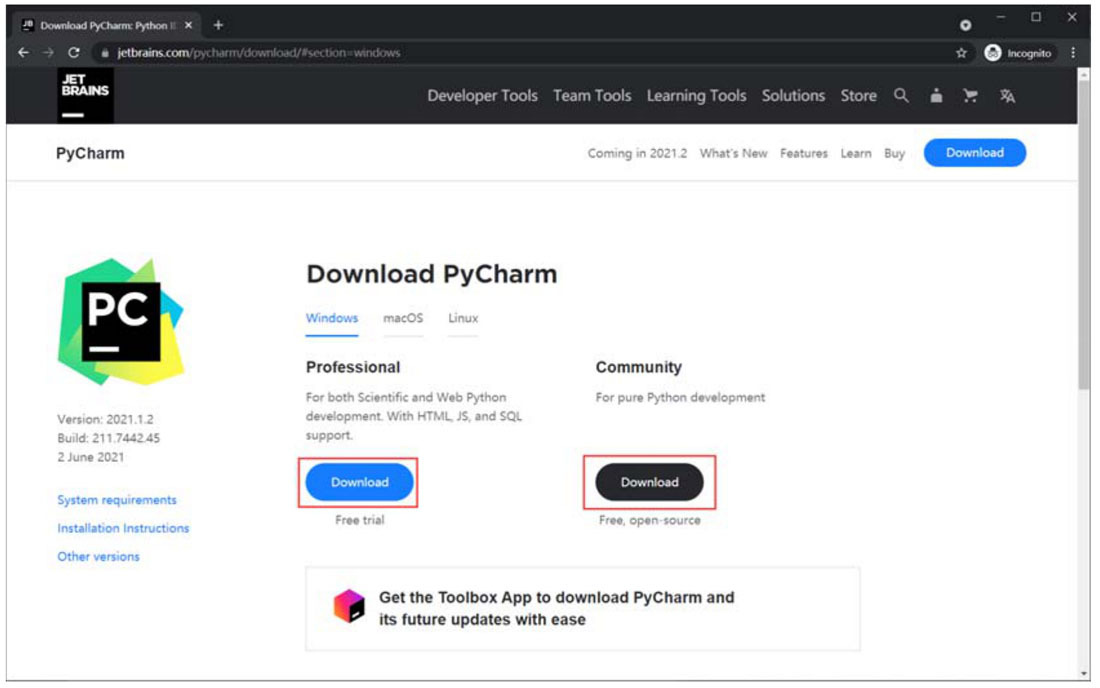 JB Download PyCharm: Python I
jetbrains.com/pycharm/download/#section=windows
Incognito
JET
BRAINS
Developer Tools Team Tools Learning Tools Solutions Store
PyCharm
Coming in 2021.2 What's New Features Learn Buy Download
PC
Download PyCharm
Windows macOS Linux
Professional
Community
For both Scientific and Web Python
development. With HTML, JS, and SQL
support.
For pure Python development
Version: 2021.1.2
Build: 211.7442.45
2 June 2021
Download
Download
Free trial
Free, open-source
System requirements
Installation Instructions
Other versions
Get the Toolbox App to download PyCharm and
its future updates with ease